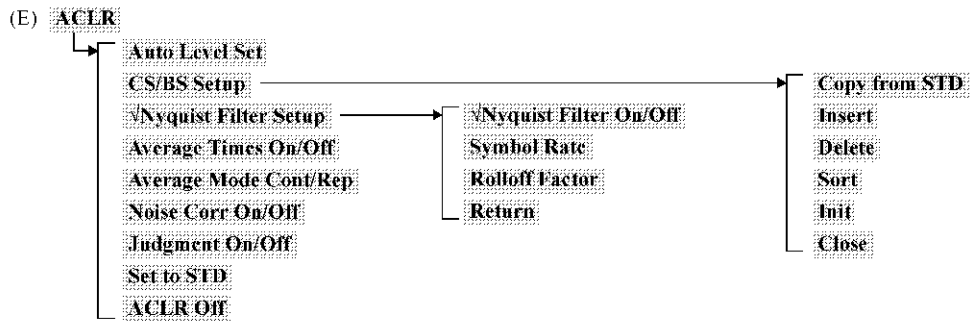 (E) ACLR
Auto Level Set
CS/BS Setup
√Nyquist Filter Setup
Average Times On/Off
Average Mode Cont/Rep
Noise Corr On/Off
Judgment On/Off
Set to STD
ACLR Off
√Nyquist Filter On/Off
Symbol Rate
Rolloff Factor
Return
Copy from STD
Insert
Delete
Sort
Init
Close